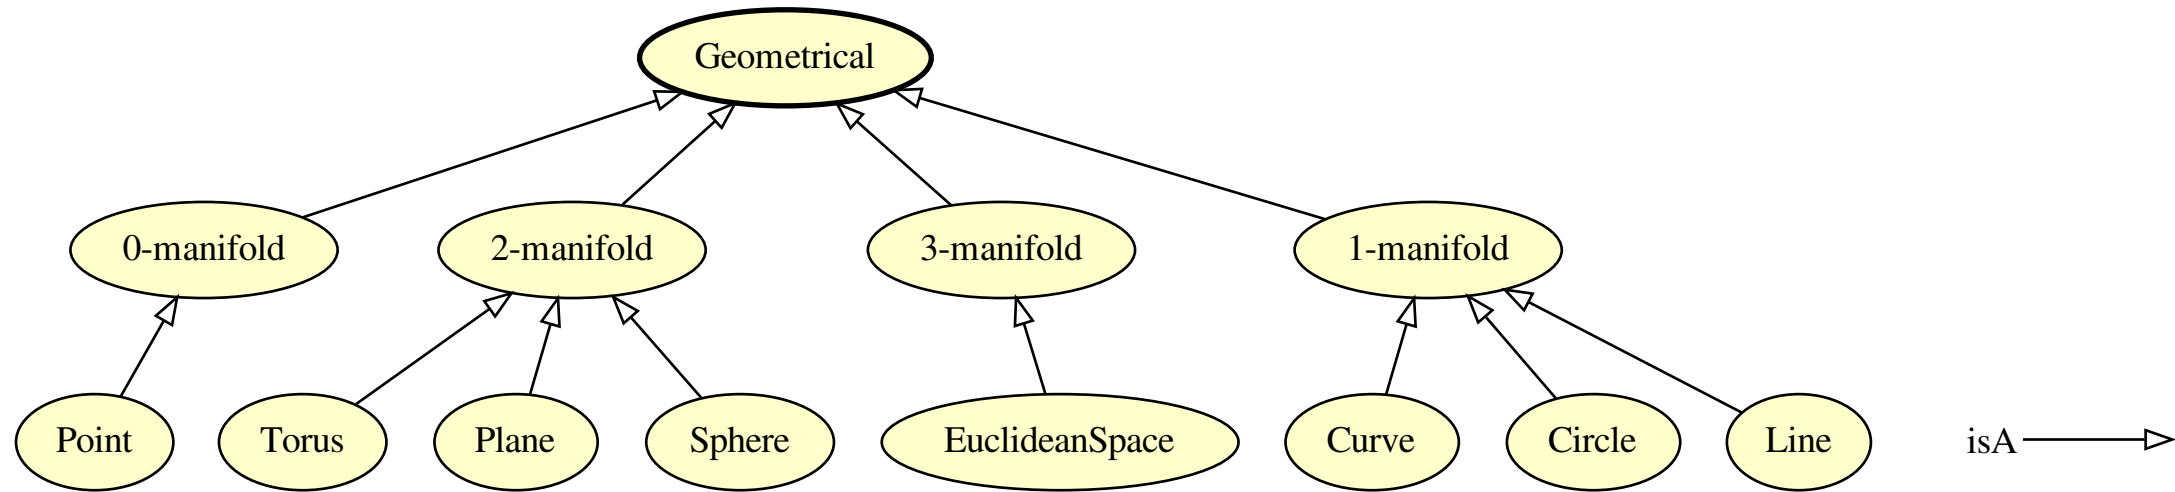 Geometrical
0-manifold
2-manifold
3-manifold
1-manifold
Point
Torus
Plane
Sphere
EuclideanSpace
Curve
Circle
Line
isA